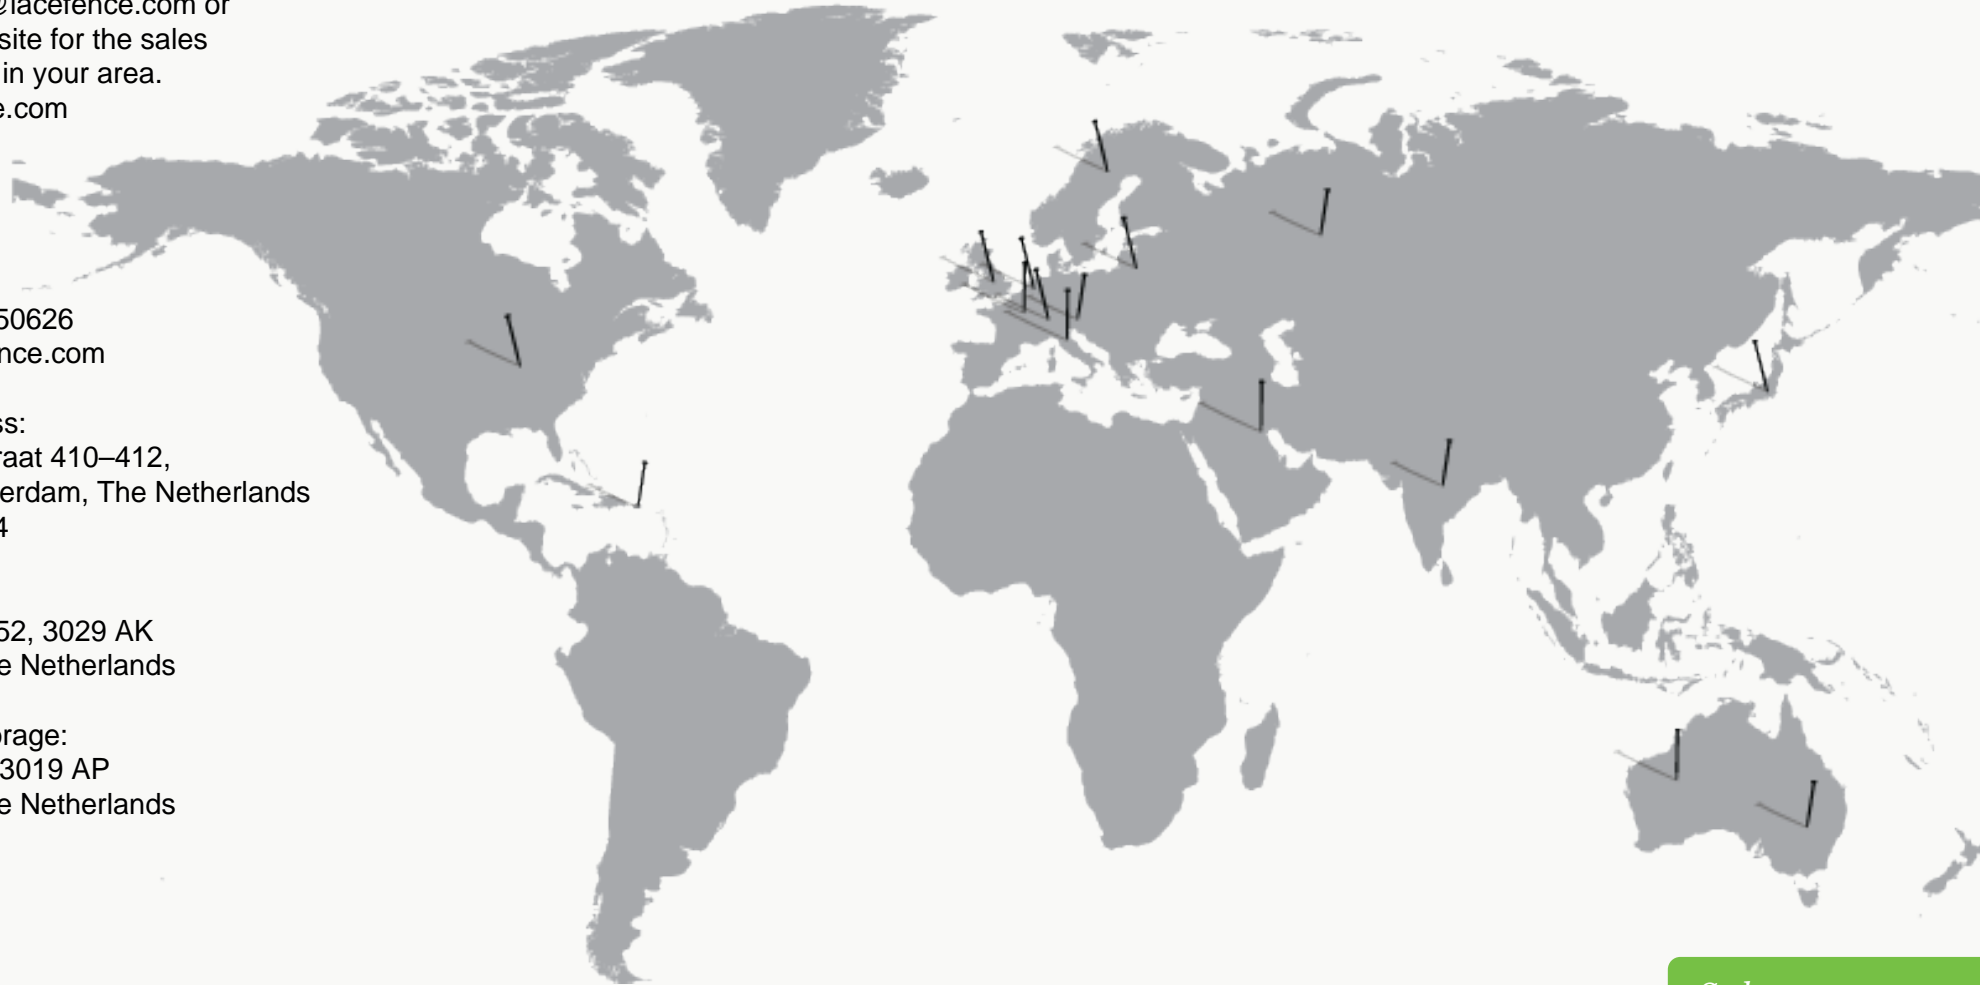 @lacefence.com or
site for the sales
in your area.
e.com
50626
nce.com
ss:
raat 410–412,
erdam, The Netherlands
4
52, 3029 AK
e Netherlands
orage:
3019 AP
e Netherlands